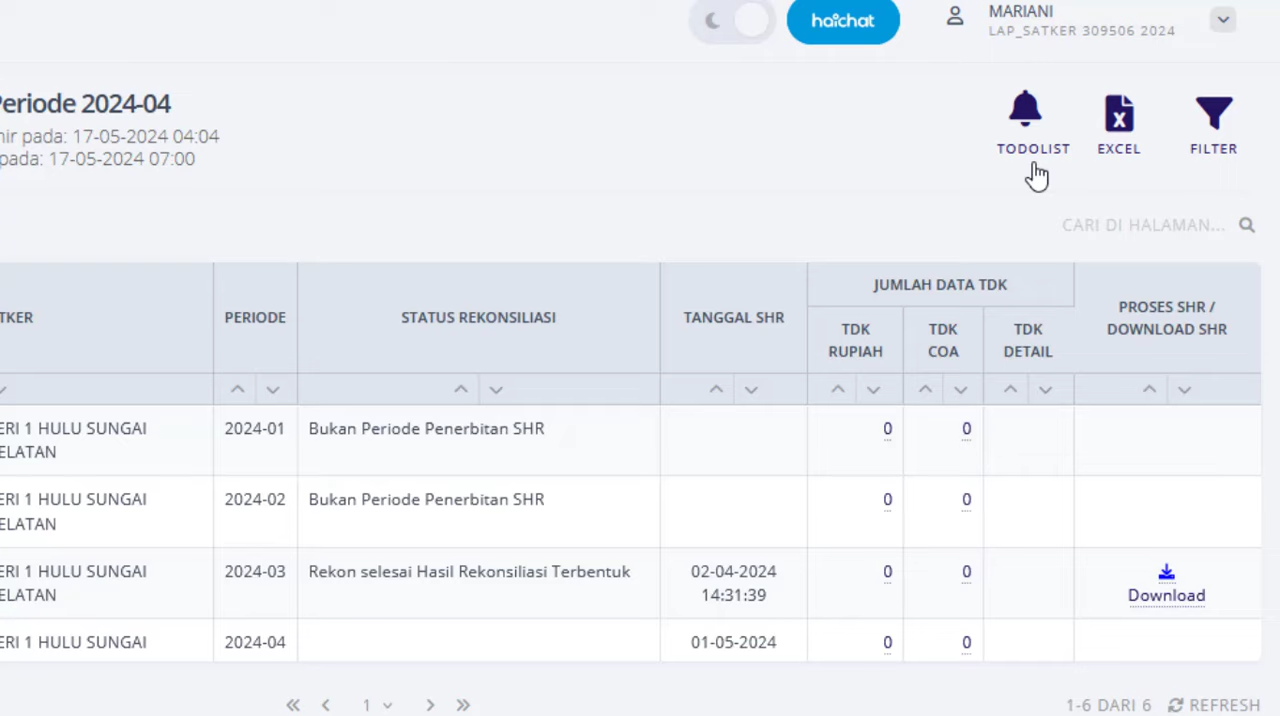 haichat
MARIANI
LAP_SATKER 309506 2024
Periode 2024-04
hir pada: 17-05-2024 04:04
pada: 17-05-2024 07:00
TODOLIST
EXCEL
FILTER
CARI DI HALAMAN...
TKER
PERIODE
STATUS REKONSILIASI
TANGGAL SHR
JUMLAH DATA TDK
TDK RUPIAH
TDK COA
TDK DETAIL
PROSES SHR /
DOWNLOAD SHR
ERI 1 HULU SUNGAI
ELATAN
2024-01
Bukan Periode Penerbitan SHR
0
0
ERI 1 HULU SUNGAI
ELATAN
2024-02
Bukan Periode Penerbitan SHR
0
0
ERI 1 HULU SUNGAI
ELATAN
2024-03
Rekon selesai Hasil Rekonsiliasi Terbentuk
02-04-2024
14:31:39
0
0
Download
ERI 1 HULU SUNGAI
2024-04
01-05-2024
0
0
1
1-6 DARI 6
REFRESH